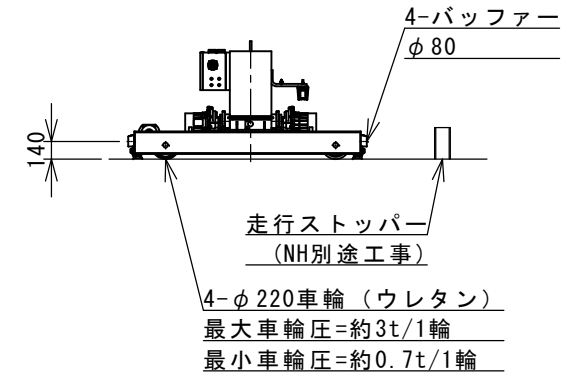 4-バッファー
φ80
140
走行ストッパー
(NH別途工事)
4-φ220車輪（ウレタン）
最大車輪圧=約3t/1輪
最小車輪圧=約0.7t/1輪